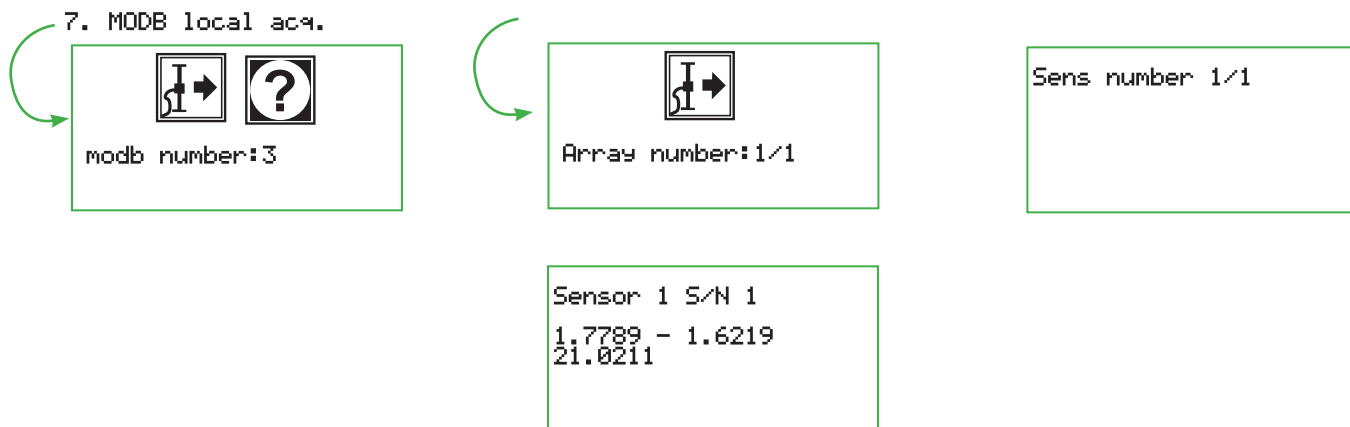 7. MODB local acq.
?
modb number:3
Array number:1/1
Sens number 1/1
Sensor 1 S/N 1
1.7789 - 1.6219
21.0211